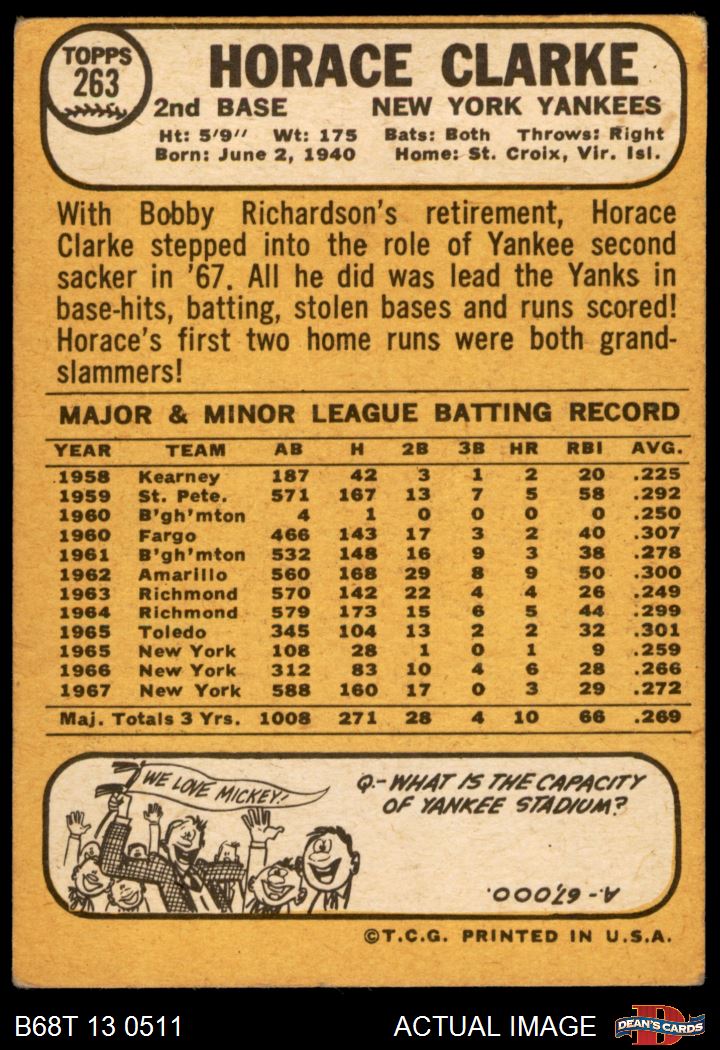 TOPPS
263
HORACE CLARKE
2nd BASE NEW YORK YANKEES
Ht: 5'9" Wt: 175 Bats: Both Throws: Right
Born: June 2, 1940 Home: St. Croix, Vir. Isl.
With Bobby Richardson's retirement, Horace
Clarke stepped into the role of Yankee second
sacker in '67. All he did was lead the Yanks in
base-hits, batting, stolen bases and runs scored!
Horace's first two home runs were both grand-
slammers!
MAJOR & MINOR LEAGUE BATTING RECORD
YEAR TEAM AB H 2B 3B HR RBI AVG.
1958 Kearney 187 42 3 1 2 20 .225
1959 St. Pete. 571 167 13 7 5 58 .292
1960 B'gh'mton 4 1 0 0 0 0 .250
1960 Fargo 466 143 17 3 2 40 .307
1961 B'gh'mton 532 148 16 9 3 38 .278
1962 Amarillo 560 168 29 8 9 50 .300
1963 Richmond 570 142 22 4 4 26 .249
1964 Richmond 579 173 15 6 5 44 .299
1965 Toledo 345 104 13 2 2 32 .301
1965 New York 108 28 1 0 1 9 .259
1966 New York 312 83 10 4 6 28 .266
1967 New York 588 160 17 0 3 29 .272
Maj. Totals 3 Yrs. 1008 271 28 4 10 66 .269
WE LOVE MICKEY!
Q.- WHAT IS THE CAPACITY
OF YANKEE STADIUM?
A.- 67,000.
©T.C.G. PRINTED IN U.S.A.
B68T 13 0511 ACTUAL IMAGE
D
DEAN'S CARDS